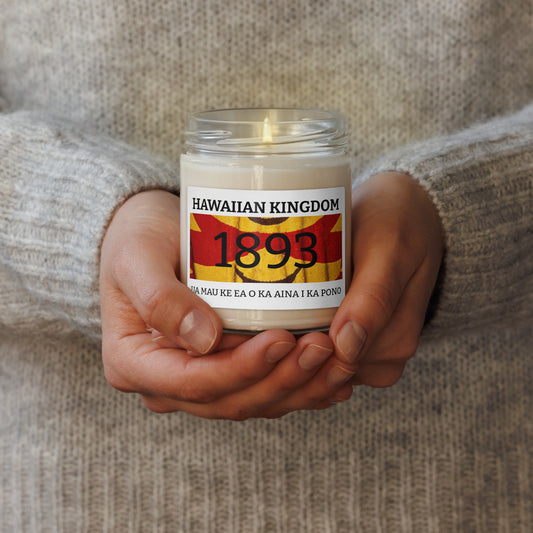 HAWAIIAN KINGDOM
1893
UA MAU KE EA O KA AINA I KA PONO